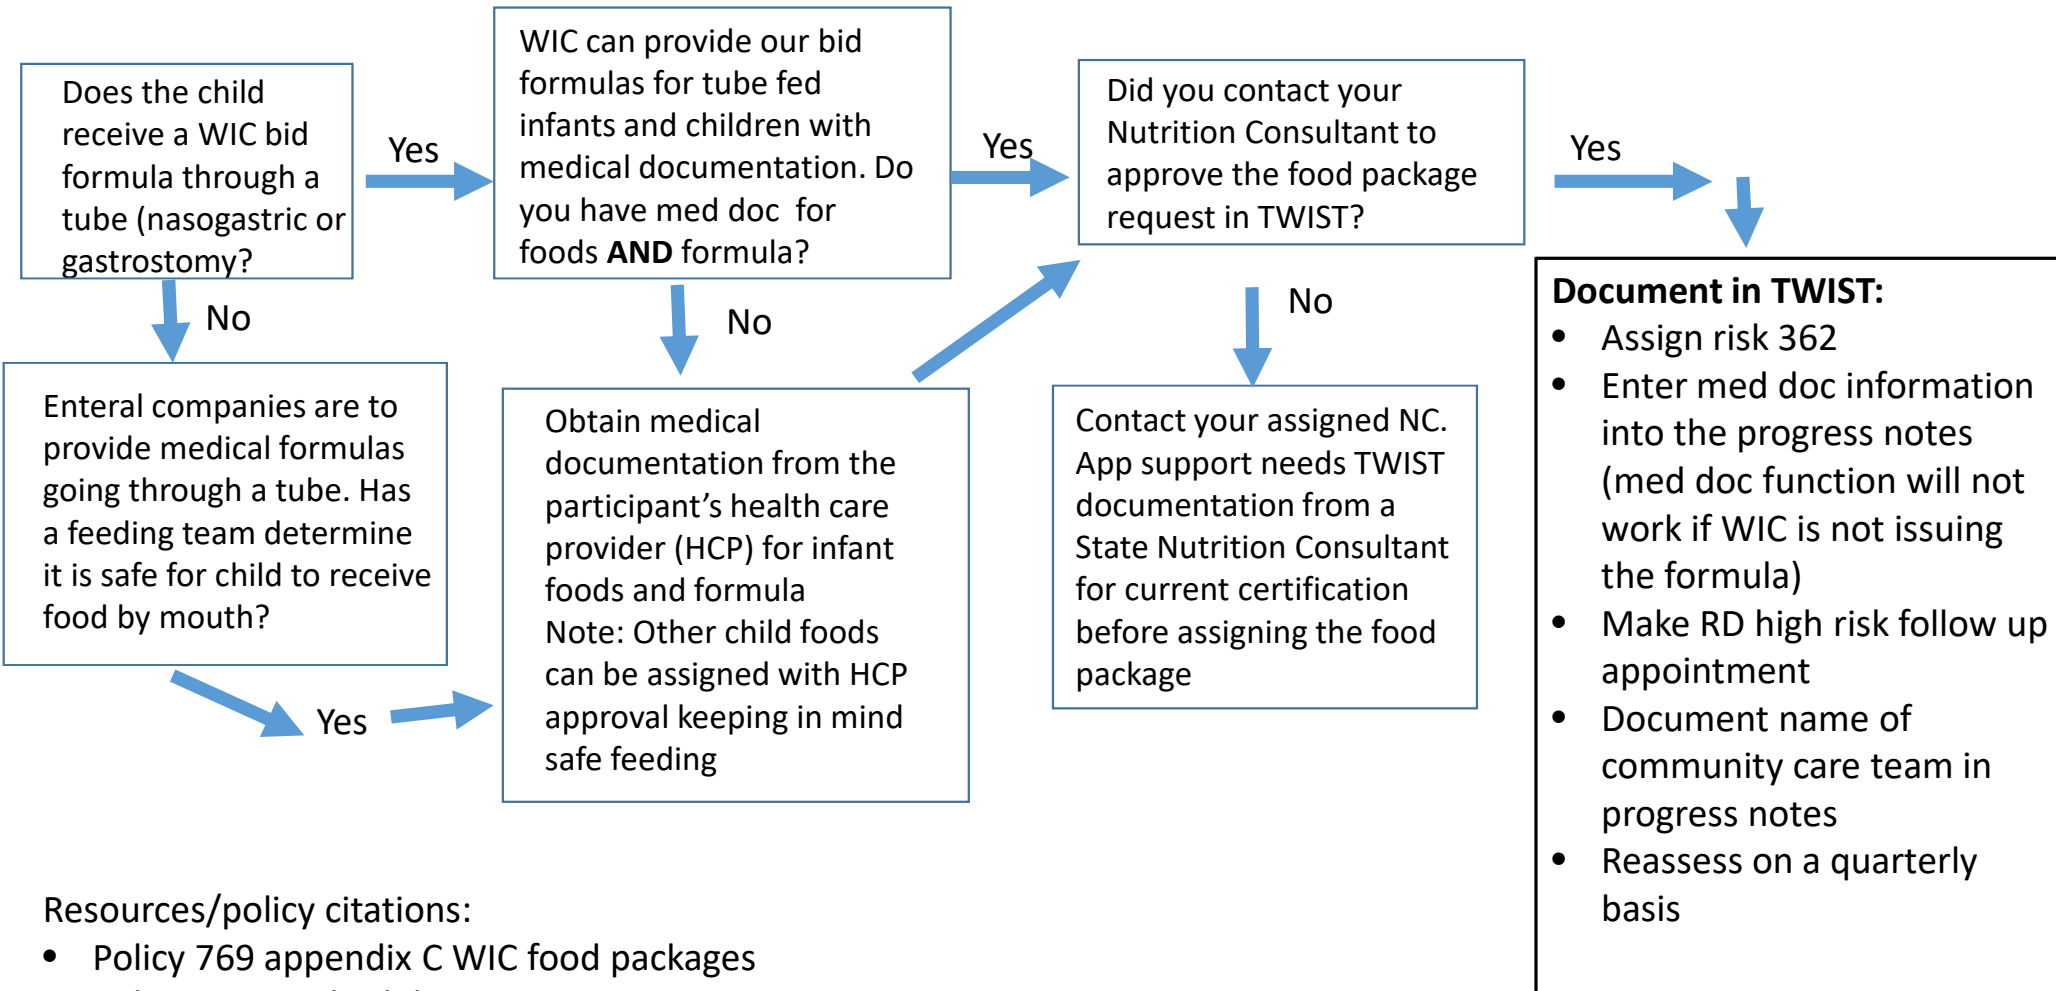 Does the child
receive a WIC bid
formula through a
tube (nasogastric or
gastrostomy?
Yes
No
WIC can provide our bid
formulas for tube fed
infants and children with
medical documentation. Do
you have med doc for
foods AND formula?
Yes
No
Did you contact your
Nutrition Consultant to
approve the food package
request in TWIST?
Yes
No
Enteral companies are to
provide medical formulas
going through a tube. Has
a feeding team determine
it is safe for child to receive
food by mouth?
Yes
Obtain medical
documentation from the
participant’s health care
provider (HCP) for infant
foods and formula
Note: Other child foods
can be assigned with HCP
approval keeping in mind
safe feeding
Contact your assigned NC.
App support needs TWIST
documentation from a
State Nutrition Consultant
for current certification
before assigning the food
package
Document in TWIST:
• Assign risk 362
• Enter med doc information
into the progress notes
(med doc function will not
work if WIC is not issuing
the formula)
• Make RD high risk follow up
appointment
• Document name of
community care team in
progress notes
• Reassess on a quarterly
basis
Resources/policy citations:
• Policy 769 appendix C WIC food packages